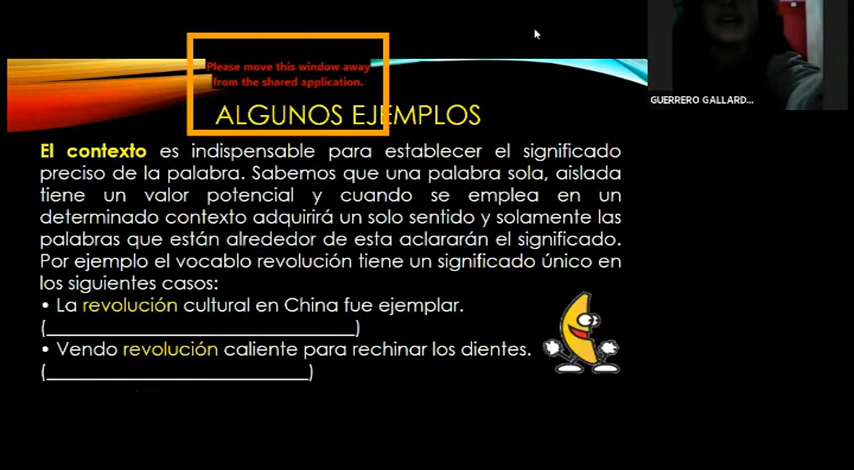 Please move this window away
from the shared application.
GUERRERO GALLARD...
ALGUNOS EJEMPLOS
El contexto es indispensable para establecer el significado
preciso de la palabra. Sabemos que una palabra sola, aislada
tiene un valor potencial y cuando se emplea en un
determinado contexto adquirirá un solo sentido y solamente las
palabras que están alrededor de esta aclararán el significado.
Por ejemplo el vocablo revolución tiene un significado único en
los siguientes casos:
• La revolución cultural en China fue ejemplar.
(______________________________)
• Vendo revolución caliente para rechinar los dientes.
(_________________________)